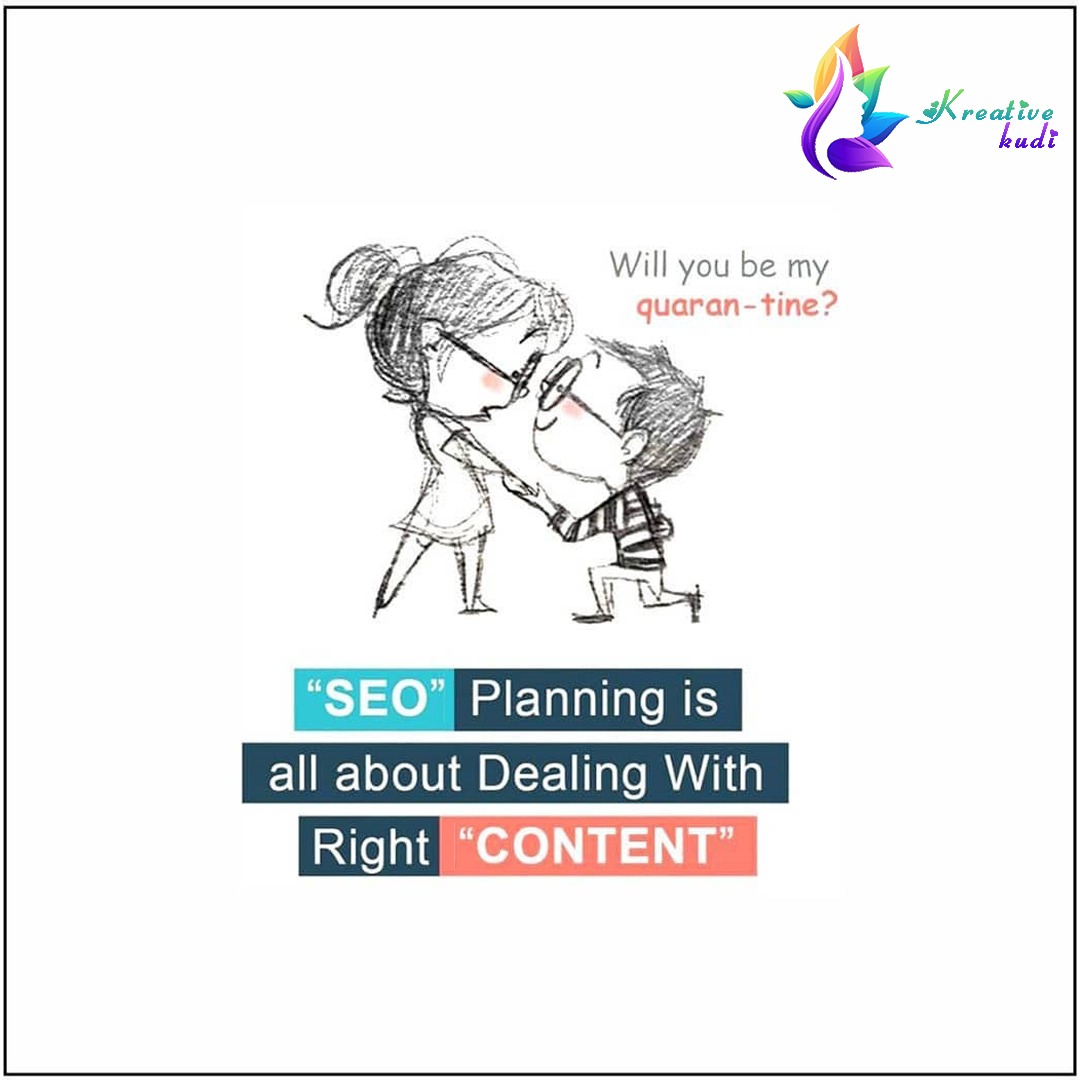 Kreative
kudi
Will you be my
quaran-tine?
“SEO” Planning is
all about Dealing With
Right “CONTENT”